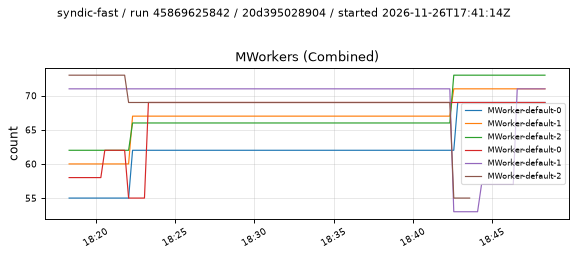 syndic-fast / run 45869625842 / 20d395028904 / started 2026-11-26T17:41:14Z
MWorkers (Combined)
count
70
65
60
55
MWorker-default-0
MWorker-default-1
MWorker-default-2
MWorker-default-0
MWorker-default-1
MWorker-default-2
18:20
18:25
18:30
18:35
18:40
18:45